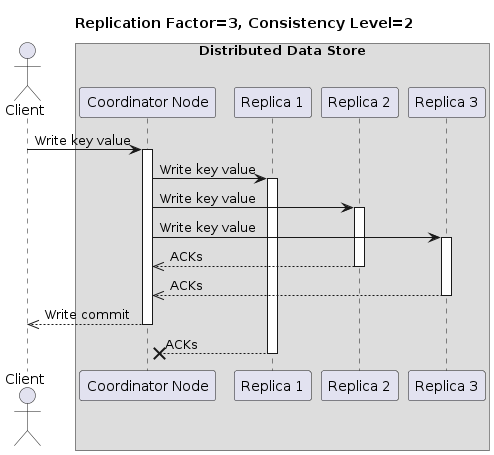 Replication Factor=3, Consistency Level=2
Distributed Data Store
Client
Coordinator Node
Replica 1
Replica 2
Replica 3
Write key value
Write key value
Write key value
Write key value
ACKs
ACKs
Write commit
ACKs
Client
Coordinator Node
Replica 1
Replica 2
Replica 3